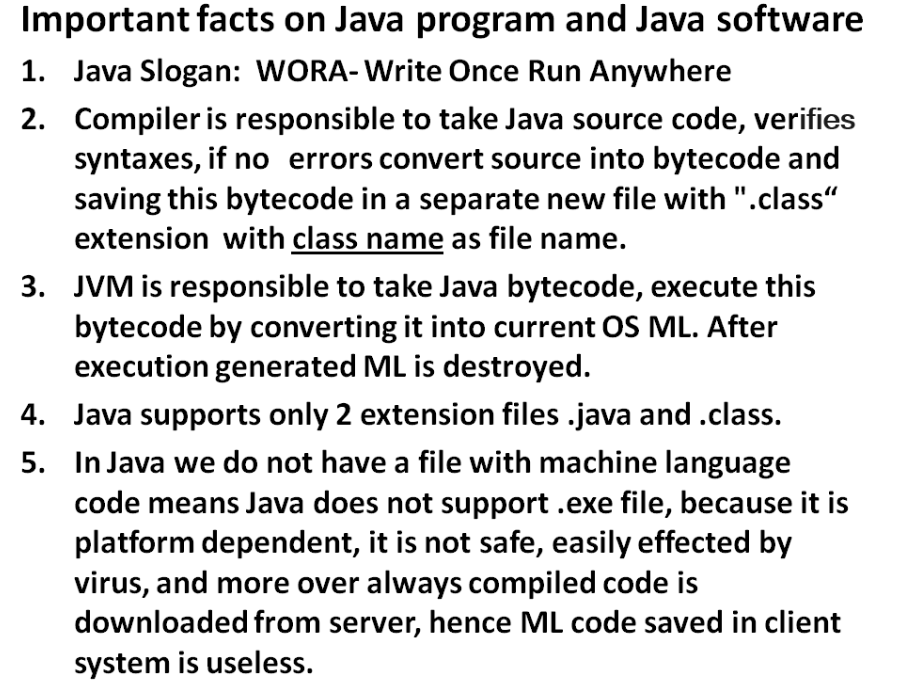 Important facts on Java program and Java software
1. Java Slogan: WORA- Write Once Run Anywhere
2. Compiler is responsible to take Java source code, verifies
syntaxes, if no errors convert source into bytecode and
saving this bytecode in a separate new file with ".class“
extension with class name as file name.
3. JVM is responsible to take Java bytecode, execute this
bytecode by converting it into current OS ML. After
execution generated ML is destroyed.
4. Java supports only 2 extension files .java and .class.
5. In Java we do not have a file with machine language
code means Java does not support .exe file, because it is
platform dependent, it is not safe, easily effected by
virus, and more over always compiled code is
downloaded from server, hence ML code saved in client
system is useless.